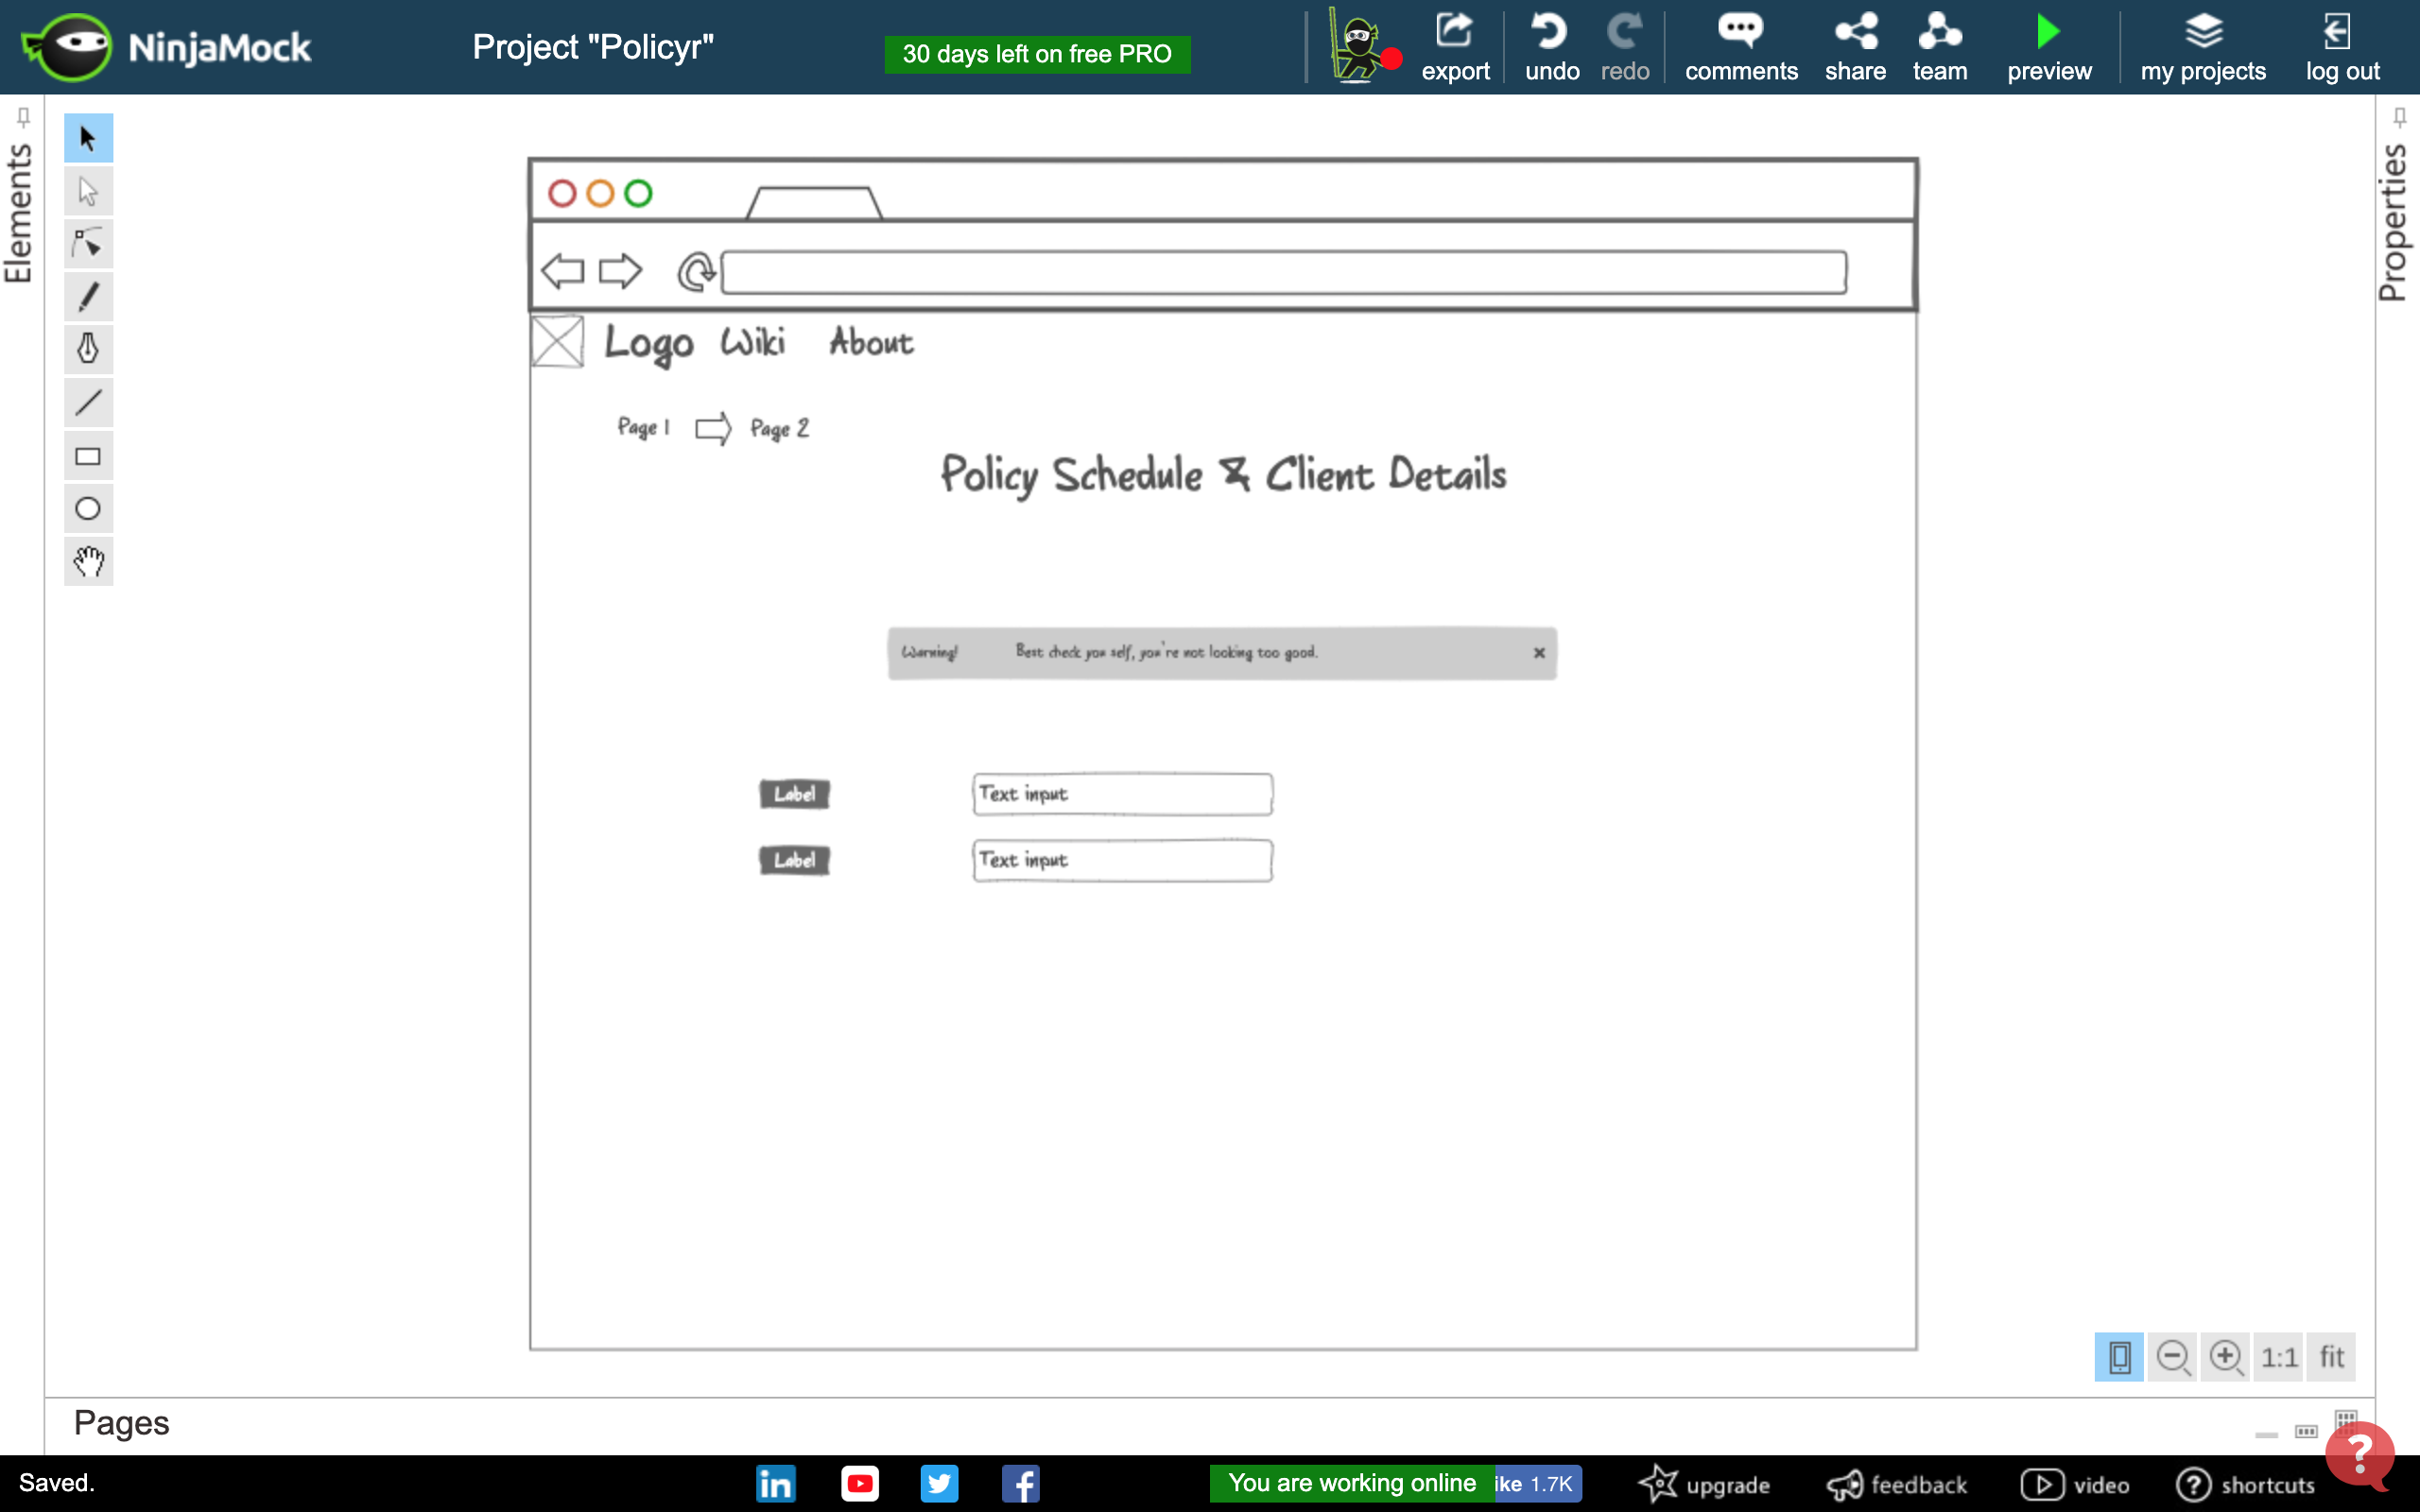 NinjaMock
Project "Policyr"
30 days left on free PRO
export
undo
redo
comments
share
team
preview
my projects
log out
Elements
Properties
Logo Wiki About
Page 1 Page 2
Policy Schedule & Client Details
Warning! Best check you self, you're not looking too good. ×
Label Text input
Label Text input
1:1 fit
Pages
Saved.
in
You are working online
ike 1.7K
upgrade
feedback
video
shortcuts